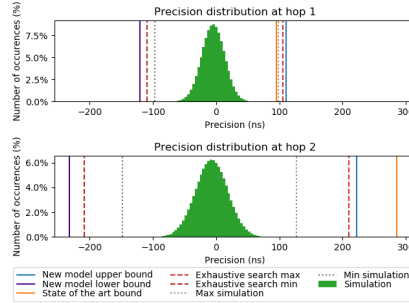 Precision distribution at hop 1
Number of occurences (%)
7.5%
5.0%
2.5%
0.0%
−200 −100 0 100 200 300
Precision (ns)
Precision distribution at hop 2
Number of occurences (%)
6.0%
4.0%
2.0%
0.0%
−200 −100 0 100 200
Precision (ns)
New model upper bound
New model lower bound
State of the art bound
Exhaustive search max
Exhaustive search min
Max simulation
Min simulation
Simulation